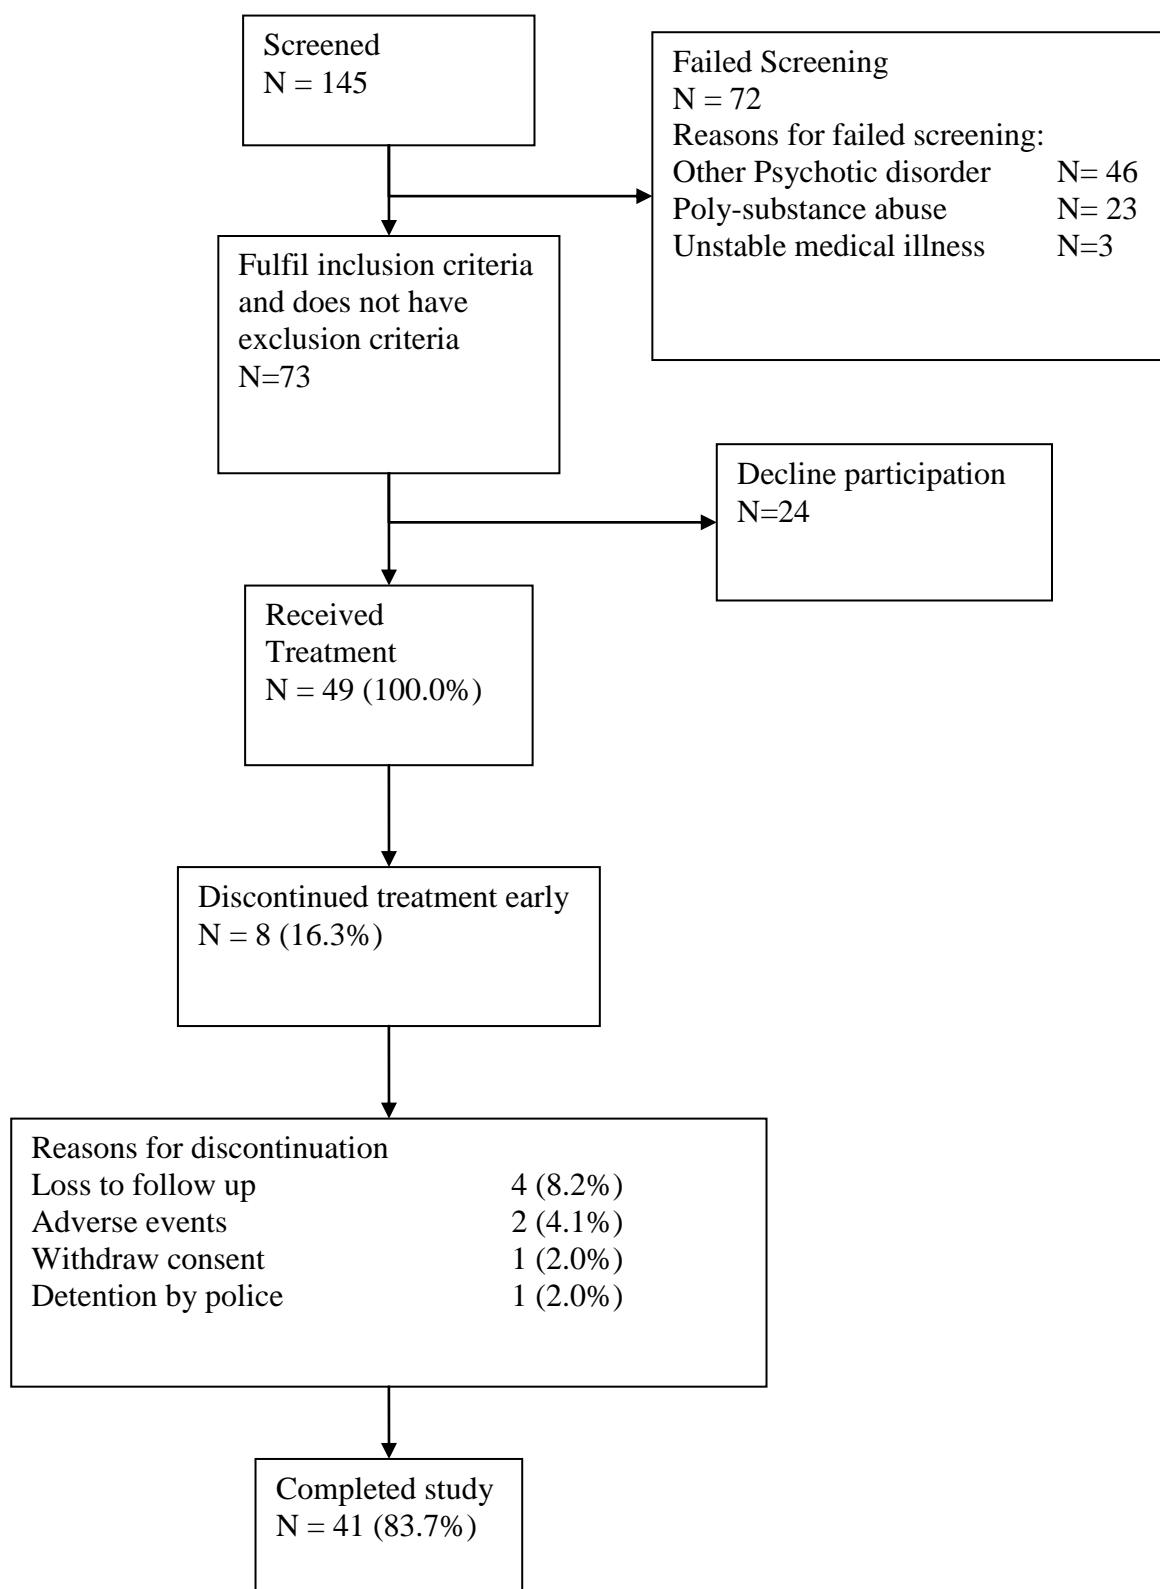 Screened
N = 145
Failed Screening
N = 72
Reasons for failed screening:
Other Psychotic disorder N= 46
Poly-substance abuse N= 23
Unstable medical illness N=3
Fulfil inclusion criteria
and does not have
exclusion criteria
N=73
Decline participation
N=24
Received
Treatment
N = 49 (100.0%)
Discontinued treatment early
N = 8 (16.3%)
Reasons for discontinuation
Loss to follow up 4 (8.2%)
Adverse events 2 (4.1%)
Withdraw consent 1 (2.0%)
Detention by police 1 (2.0%)
Completed study
N = 41 (83.7%)